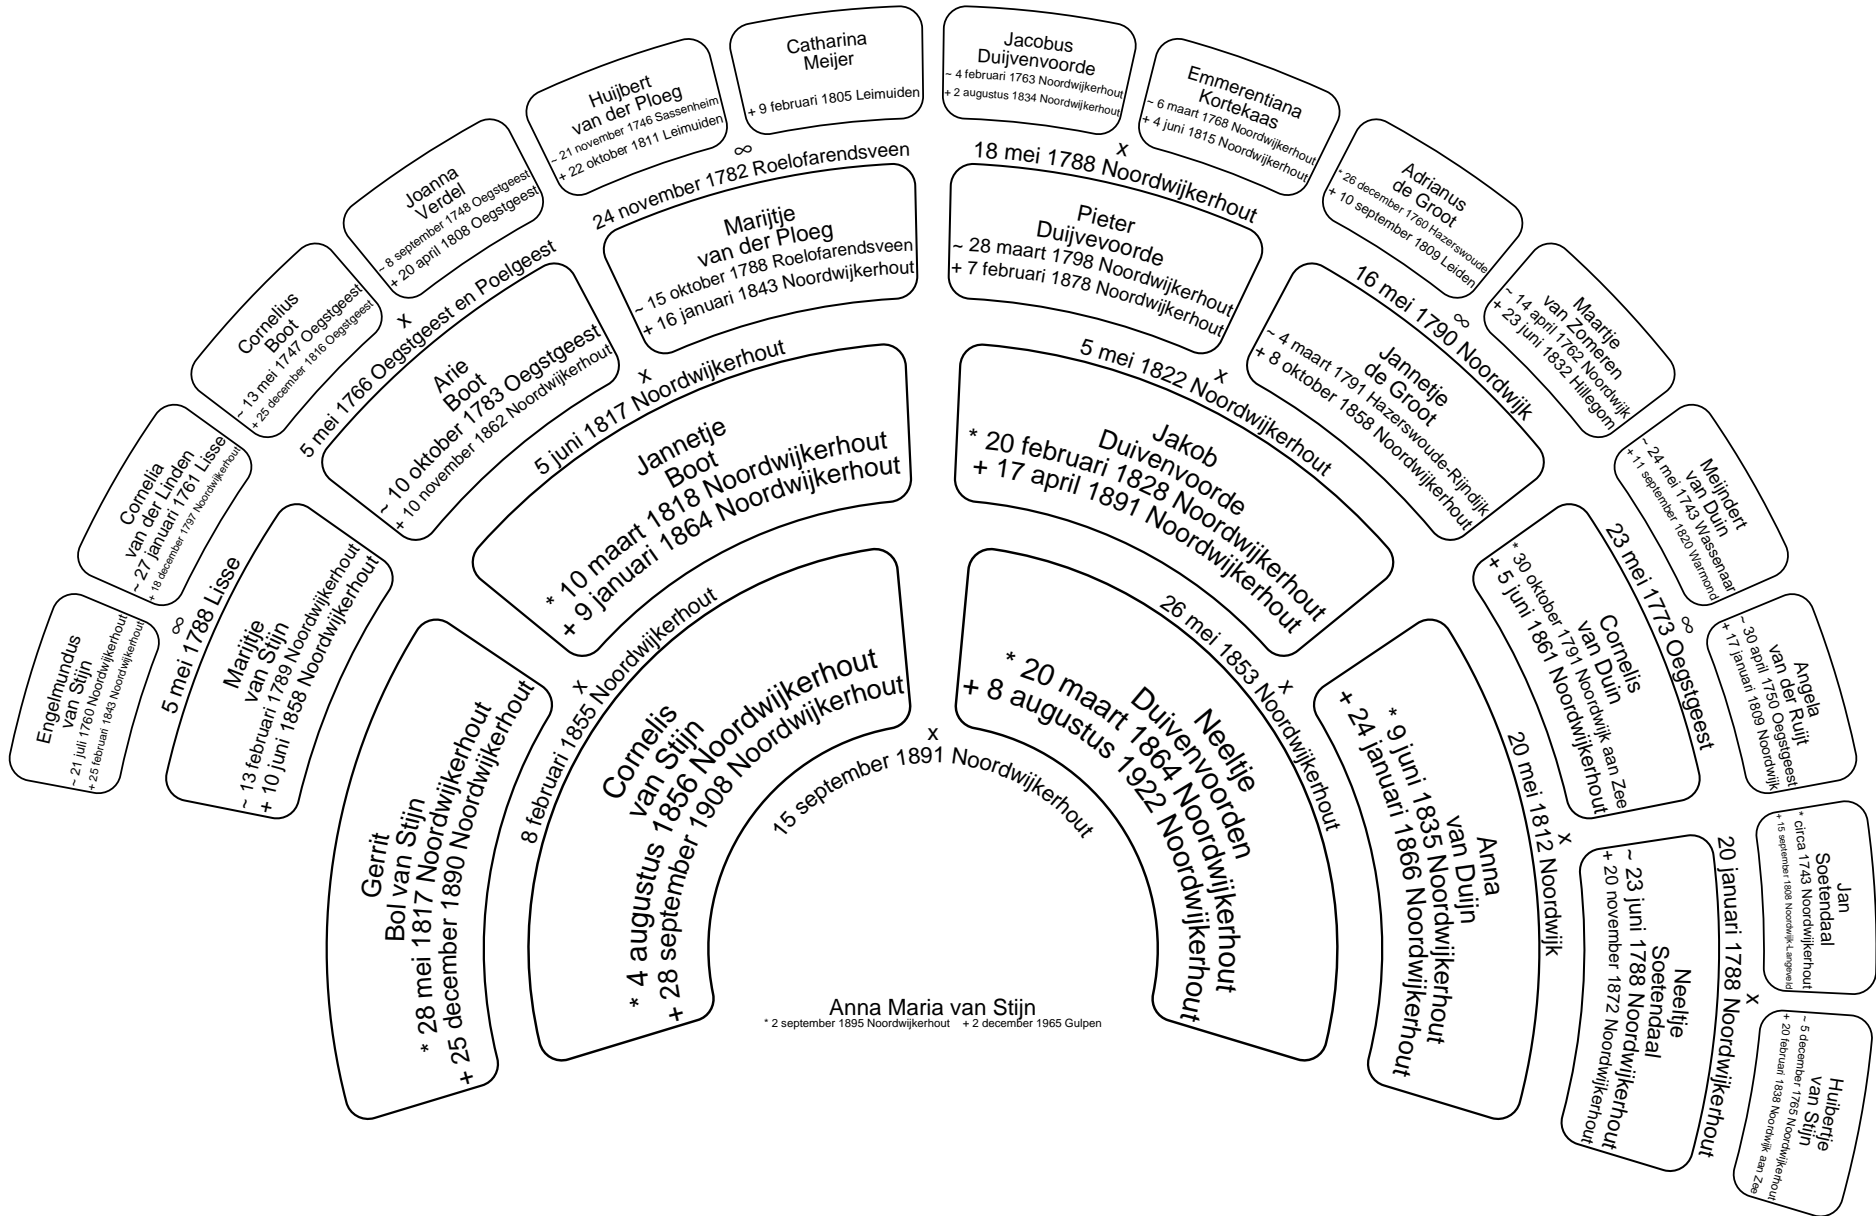 Engelmundus
van Stijn
~ 21 juli 1760 Noordwijkerhout
+ 25 februari 1843 Noordwijkerhout
∞
5 mei 1788 Lisse
Cornelia
van der Linden
~ 27 januari 1761 Lisse
+ 18 december 1797 Noordwijkerhout
Cornelius
Boot
~ 13 mei 1747 Oegstgeest
+ 25 december 1816 Oegstgeest
x
5 mei 1766 Oegstgeest en Poelgeest
Joanna
Verdel
~ 8 september 1748 Oegstgeest
+ 20 april 1808 Oegstgeest
Huijbert
van der Ploeg
~ 21 november 1746 Sassenheim
+ 22 oktober 1811 Leimuiden
∞
24 november 1782 Roelofarendsveen
Catharina
Meijer
+ 9 februari 1805 Leimuiden
Jacobus
Duijvenvoorde
~ 4 februari 1763 Noordwijkerhout
+ 2 augustus 1834 Noordwijkerhout
x
18 mei 1788 Noordwijkerhout
Emmerentiana
Kortekaas
~ 6 maart 1768 Noordwijkerhout
+ 4 juni 1815 Noordwijkerhout
Adrianus
de Groot
* 26 december 1760 Hazerswoude
+ 10 september 1809 Leiden
∞
16 mei 1790 Noordwijk
Maartje
van Zomeren
~ 14 april 1762 Noordwijk
+ 23 juni 1832 Hillegom
Meijndert
van Duin
~ 24 mei 1743 Wassenaar
+ 11 september 1820 Warmond
∞
23 mei 1773 Oegstgeest
Angela
van der Ruijt
~ 30 april 1750 Oegstgeest
+ 17 januari 1809 Noordwijk
Jan
Soetendaal
* circa 1743 Noordwijkerhout
+ 15 september 1808 Noordwijk-Langeveld
x
20 januari 1788 Noordwijkerhout
Huibertje
van Stijn
~ 5 december 1765 Noordwijkerhout
+ 20 februari 1838 Noordwijk aan Zee
Marijtje
van Stijn
~ 13 februari 1789 Noordwijkerhout
+ 10 juni 1858 Noordwijkerhout
Arie
Boot
~ 10 oktober 1783 Oegstgeest
+ 10 november 1862 Noordwijkerhout
x
5 juni 1817 Noordwijkerhout
Marijtje
van der Ploeg
~ 15 oktober 1788 Roelofarendsveen
+ 16 januari 1843 Noordwijkerhout
Pieter
Duijvevoorde
~ 28 maart 1798 Noordwijkerhout
+ 7 februari 1878 Noordwijkerhout
x
5 mei 1822 Noordwijkerhout
Jannetje
de Groot
~ 4 maart 1791 Hazerswoude-Rijndijk
+ 8 oktober 1858 Noordwijkerhout
Cornelis
van Duin
* 30 oktober 1791 Noordwijk aan Zee
+ 5 juni 1861 Noordwijkerhout
x
20 mei 1812 Noordwijk
Neeltje
Soetendaal
~ 23 juni 1788 Noordwijkerhout
+ 20 november 1872 Noordwijkerhout
Gerrit
Bol van Stijn
* 28 mei 1817 Noordwijkerhout
+ 25 december 1890 Noordwijkerhout
x
8 februari 1855 Noordwijkerhout
Jannetje
Boot
* 10 maart 1818 Noordwijkerhout
+ 9 januari 1864 Noordwijkerhout
Jakob
Duivenvoorde
* 20 februari 1828 Noordwijkerhout
+ 17 april 1891 Noordwijkerhout
x
26 mei 1853 Noordwijkerhout
Anna
van Duijn
* 9 juni 1835 Noordwijkerhout
+ 24 januari 1866 Noordwijkerhout
Cornelis
van Stijn
* 4 augustus 1856 Noordwijkerhout
+ 28 september 1908 Noordwijkerhout
x
15 september 1891 Noordwijkerhout
Neeltje
Duivenvoorden
* 20 maart 1864 Noordwijkerhout
+ 8 augustus 1922 Noordwijkerhout
Anna Maria van Stijn
* 2 september 1895 Noordwijkerhout + 2 december 1965 Gulpen